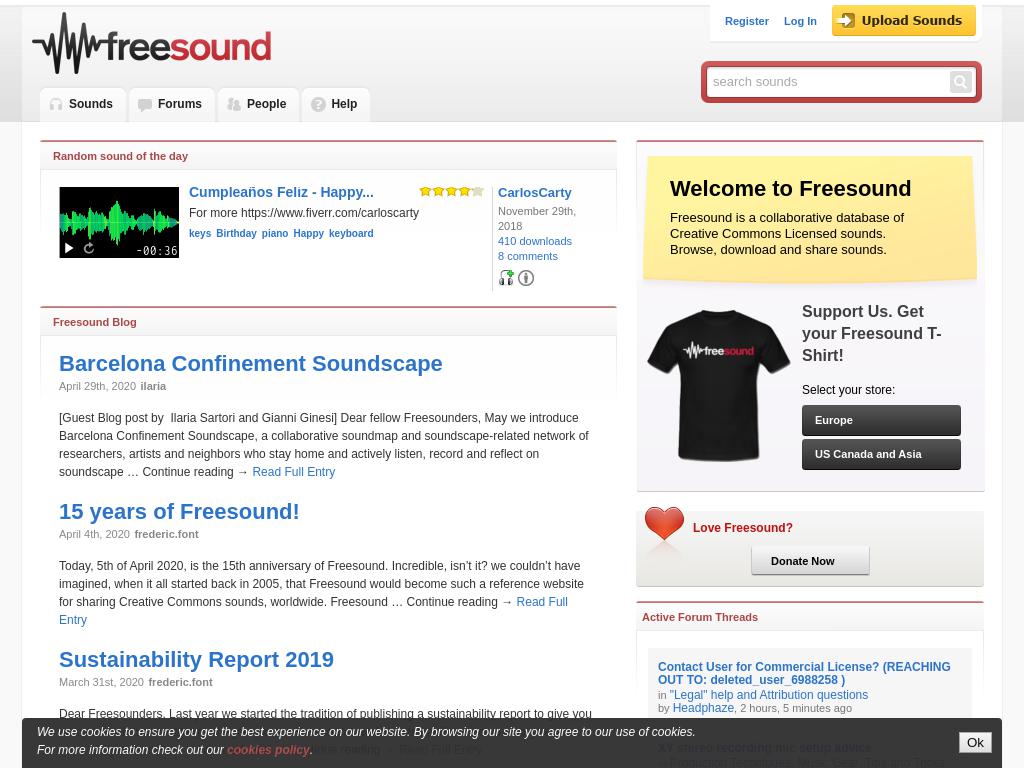 Register
Log In
Upload Sounds
freesound
search sounds
Sounds
Forums
People
Help
Random sound of the day
-00:36
Cumpleaños Feliz - Happy...
For more https://www.fiverr.com/carloscarty
keys Birthday piano Happy keyboard
CarlosCarty
November 29th,
2018
410 downloads
8 comments
Freesound Blog
Barcelona Confinement Soundscape
April 29th, 2020 ilaria
[Guest Blog post by  Ilaria Sartori and Gianni Ginesi] Dear fellow Freesounders, May we introduce
Barcelona Confinement Soundscape, a collaborative soundmap and soundscape-related network of
researchers, artists and neighbors who stay home and actively listen, record and reflect on
soundscape … Continue reading → Read Full Entry
15 years of Freesound!
April 4th, 2020 frederic.font
Today, 5th of April 2020, is the 15th anniversary of Freesound. Incredible, isn't it? we couldn't have
imagined, when it all started back in 2005, that Freesound would become such a reference website
for sharing Creative Commons sounds, worldwide. Freesound … Continue reading → Read Full
Entry
Sustainability Report 2019
March 31st, 2020 frederic.font
Dear Freesounders, Last year we started the tradition of publishing a sustainability report to give you
Welcome to Freesound
Freesound is a collaborative database of
Creative Commons Licensed sounds.
Browse, download and share sounds.
freesound
Support Us. Get
your Freesound T-
Shirt!
Select your store:
Europe
US Canada and Asia
Love Freesound?
Donate Now
Active Forum Threads
Contact User for Commercial License? (REACHING
OUT TO: deleted_user_6988258 )
in "Legal" help and Attribution questions
by Headphaze, 2 hours, 5 minutes ago
XY stereo recording mic setup advice
We use cookies to ensure you get the best experience on our website. By browsing our site you agree to our use of cookies.
For more information check out our cookies policy.
Ok